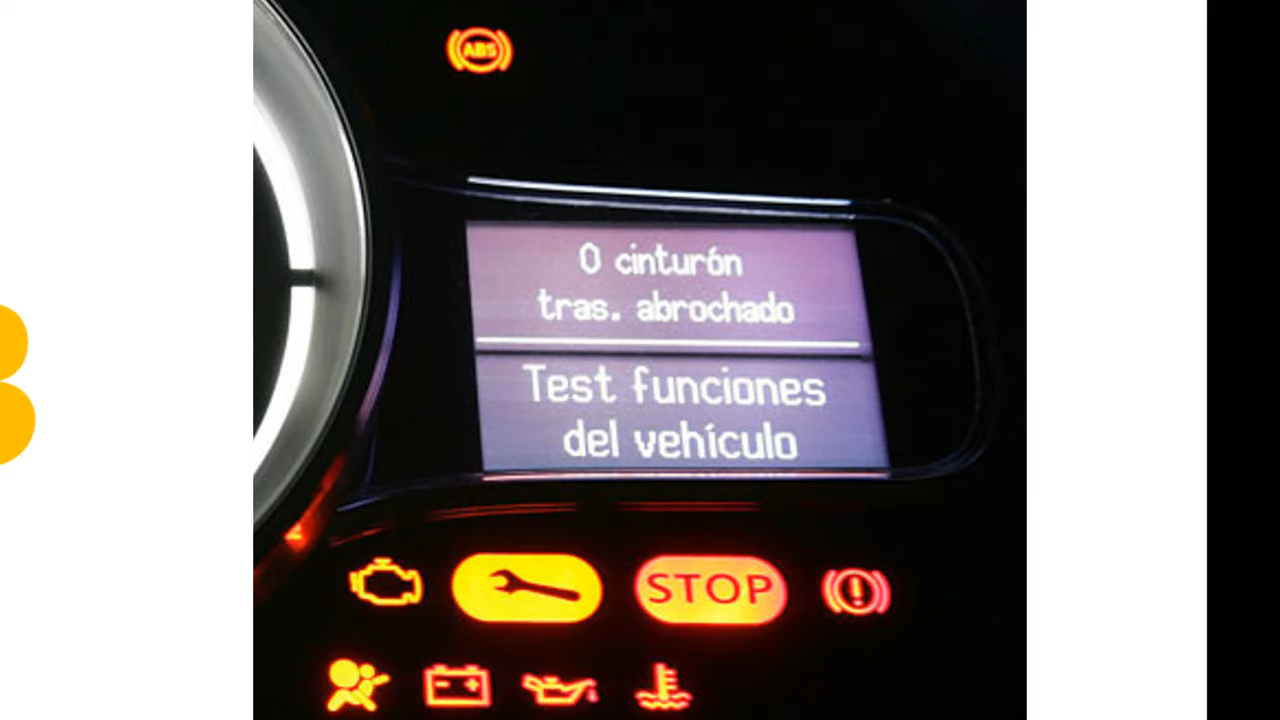 ABS
0 cinturón
tras. abrochado
Test funciones
del vehículo
STOP